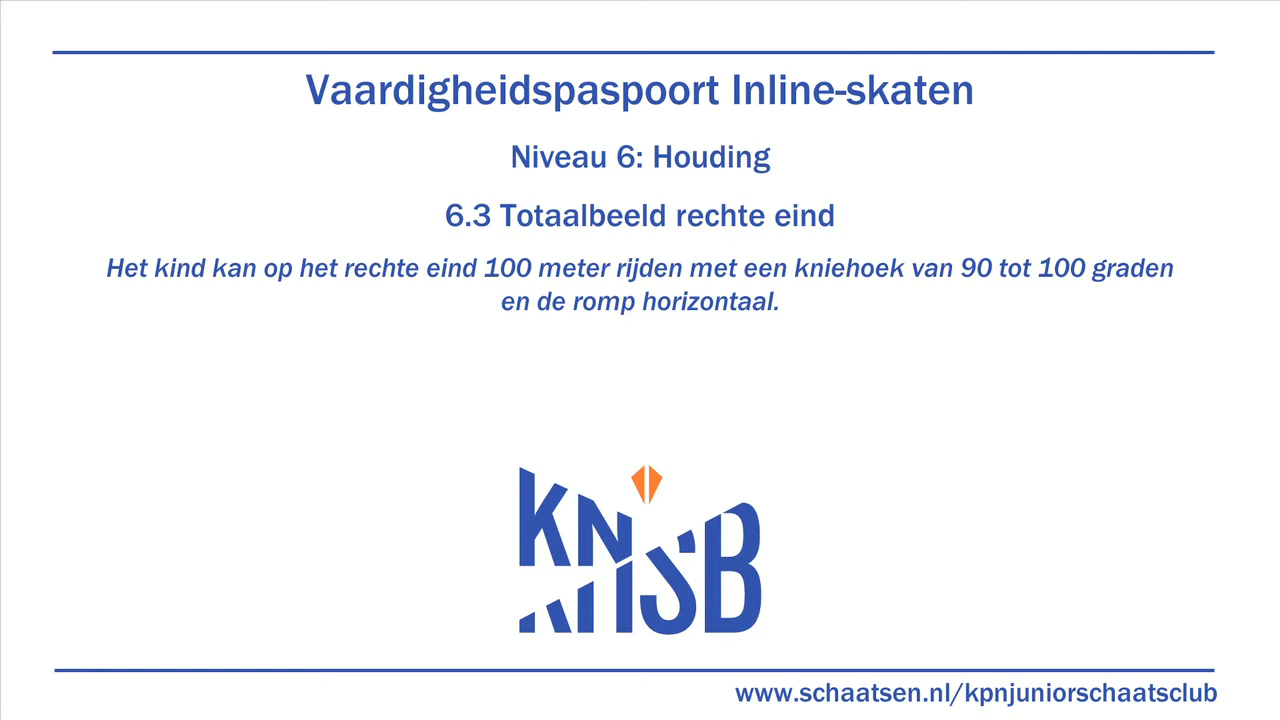 Vaardigheidspaspoort Inline-skaten
Niveau 6: Houding
6.3 Totaalbeeld rechte eind
Het kind kan op het rechte eind 100 meter rijden met een kniehoek van 90 tot 100 graden
en de romp horizontaal.
KNSB
www.schaatsen.nl/kpnjuniorschaatsclub